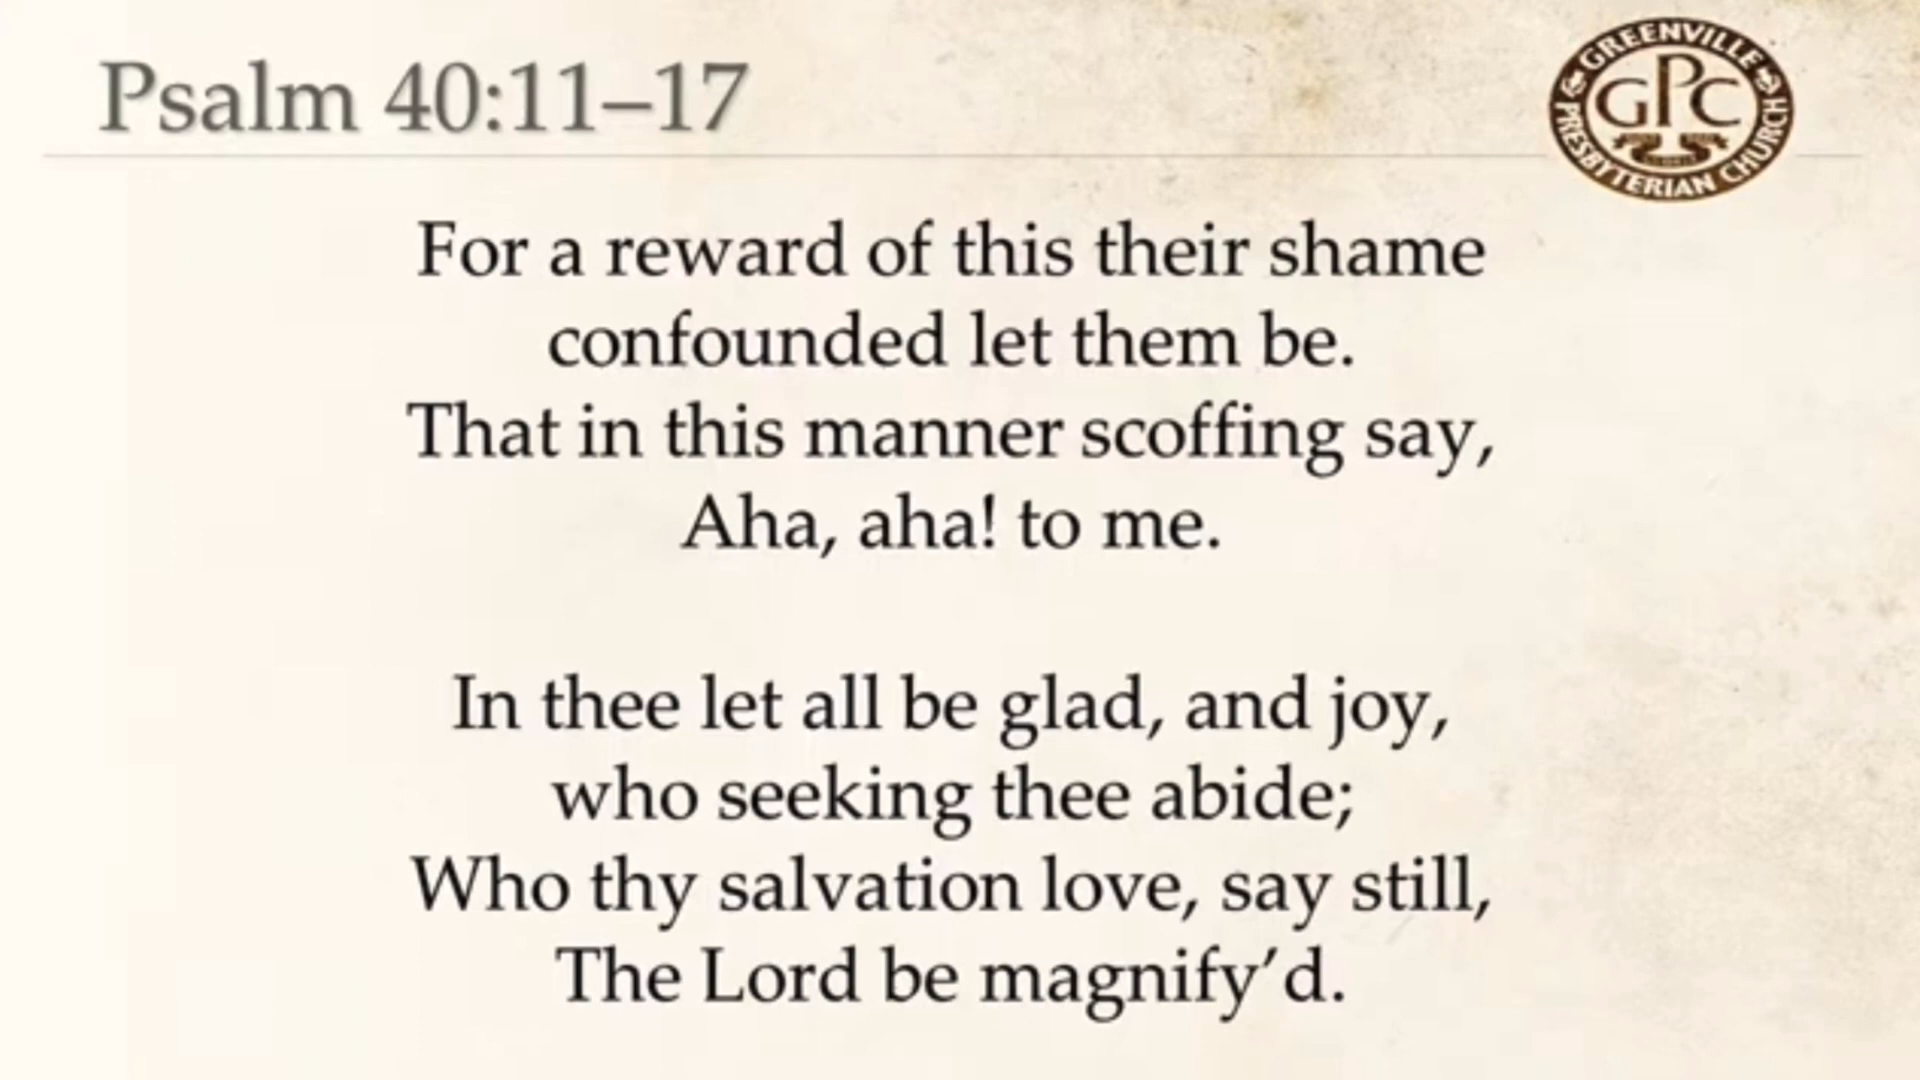 Psalm 40:11–17
GREENVILLE
GPC
PRESBYTERIAN CHURCH
For a reward of this their shame
confounded let them be.
That in this manner scoffing say,
Aha, aha! to me.
In thee let all be glad, and joy,
who seeking thee abide;
Who thy salvation love, say still,
The Lord be magnify’d.